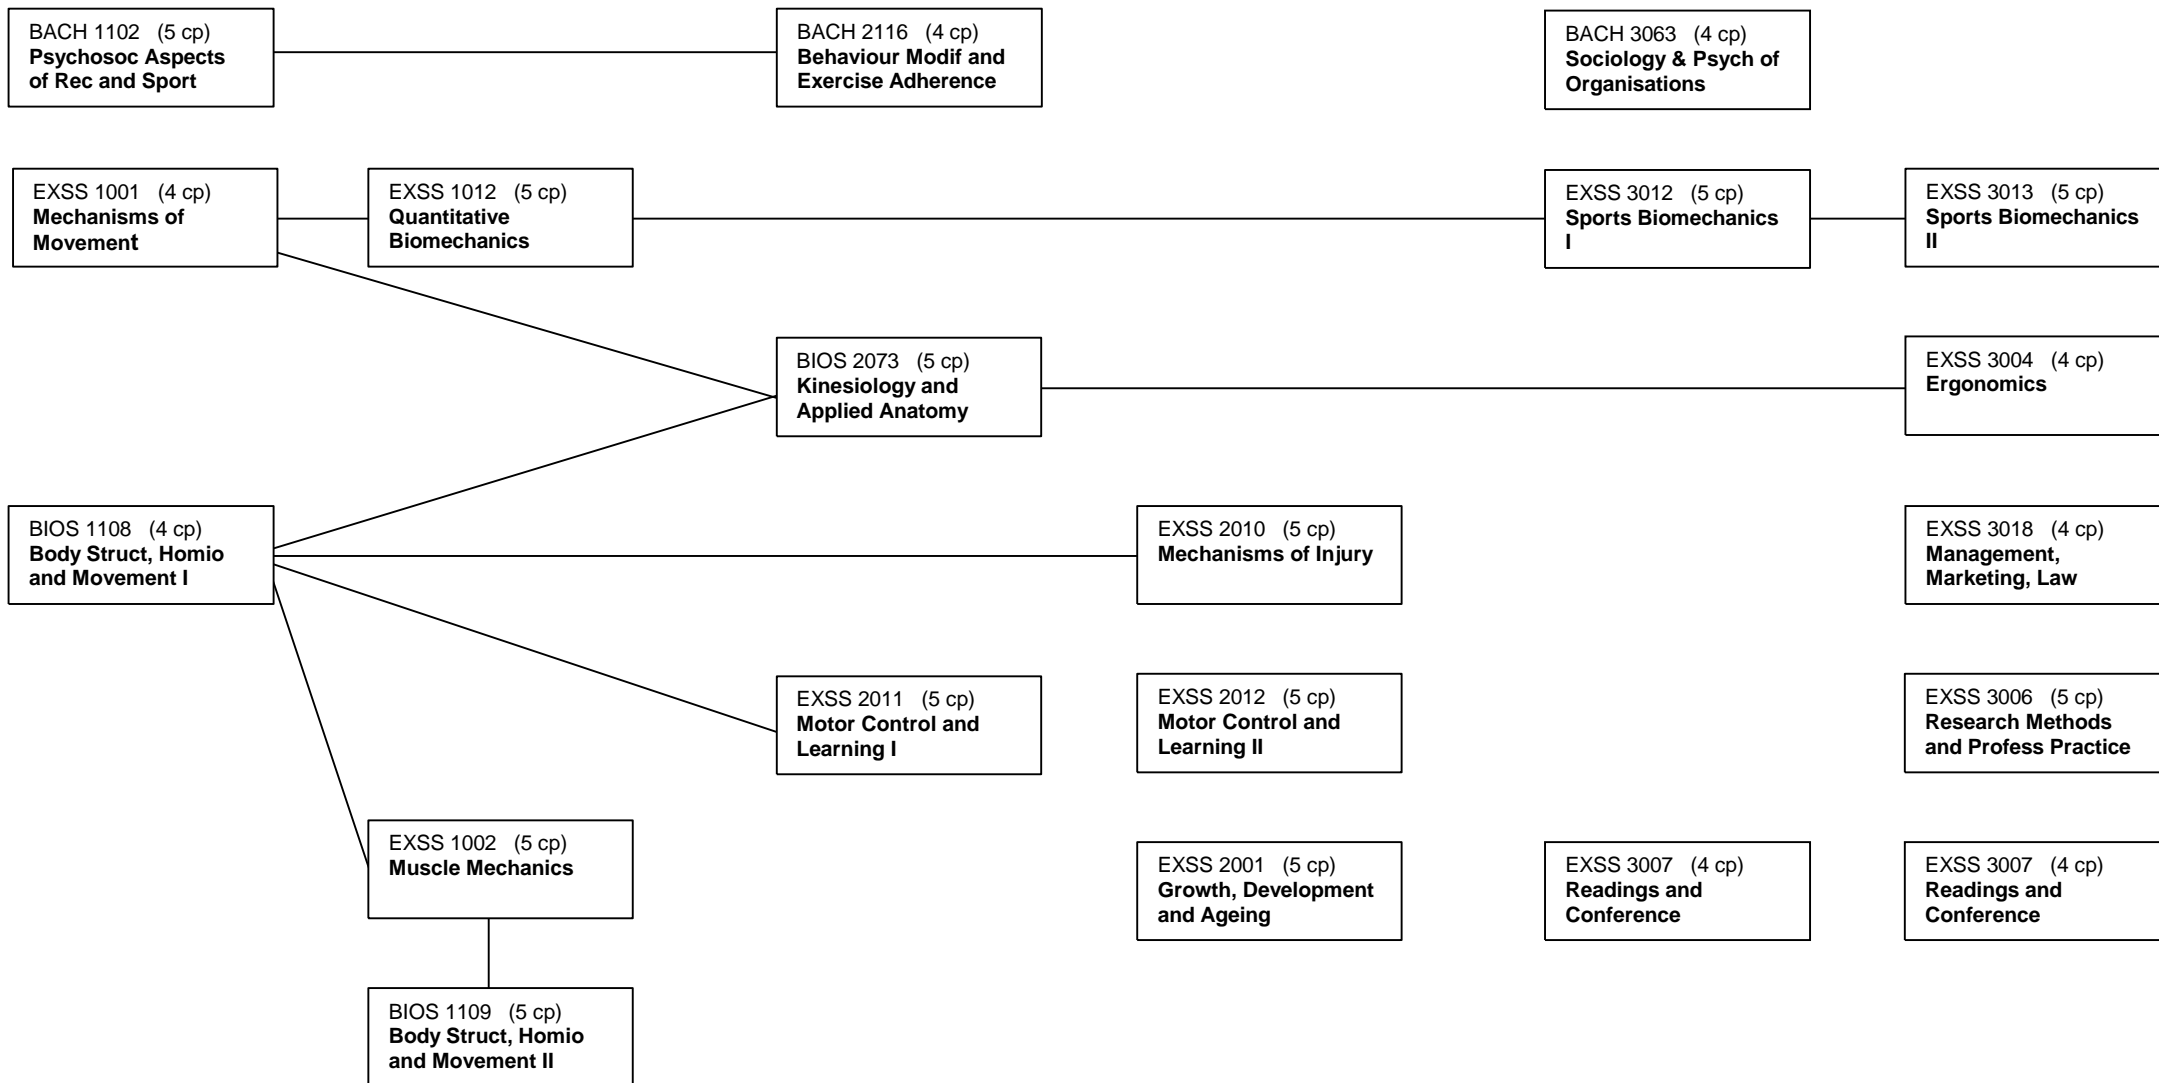 BACH 1102 (5 cp)
Psychosoc Aspects
of Rec and Sport
BACH 2116 (4 cp)
Behaviour Modif and
Exercise Adherence
BACH 3063 (4 cp)
Sociology & Psych of
Organisations
EXSS 1001 (4 cp)
Mechanisms of
Movement
EXSS 1012 (5 cp)
Quantitative
Biomechanics
EXSS 3012 (5 cp)
Sports Biomechanics
I
EXSS 3013 (5 cp)
Sports Biomechanics
II
BIOS 2073 (5 cp)
Kinesiology and
Applied Anatomy
EXSS 3004 (4 cp)
Ergonomics
BIOS 1108 (4 cp)
Body Struct, Homio
and Movement I
EXSS 2010 (5 cp)
Mechanisms of Injury
EXSS 3018 (4 cp)
Management,
Marketing, Law
EXSS 2011 (5 cp)
Motor Control and
Learning I
EXSS 2012 (5 cp)
Motor Control and
Learning II
EXSS 3006 (5 cp)
Research Methods
and Profess Practice
EXSS 1002 (5 cp)
Muscle Mechanics
EXSS 2001 (5 cp)
Growth, Development
and Ageing
EXSS 3007 (4 cp)
Readings and
Conference
EXSS 3007 (4 cp)
Readings and
Conference
BIOS 1109 (5 cp)
Body Struct, Homio
and Movement II